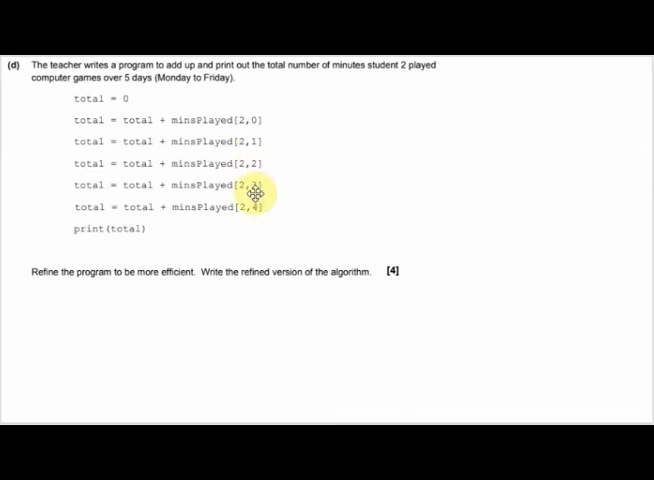 (d) The teacher writes a program to add up and print out the total number of minutes student 2 played
computer games over 5 days (Monday to Friday).
total = 0
total = total + minsPlayed[2,0]
total = total + minsPlayed[2,1]
total = total + minsPlayed[2,2]
total = total + minsPlayed[2,3]
total = total + minsPlayed[2,4]
print(total)
Refine the program to be more efficient. Write the refined version of the algorithm. [4]